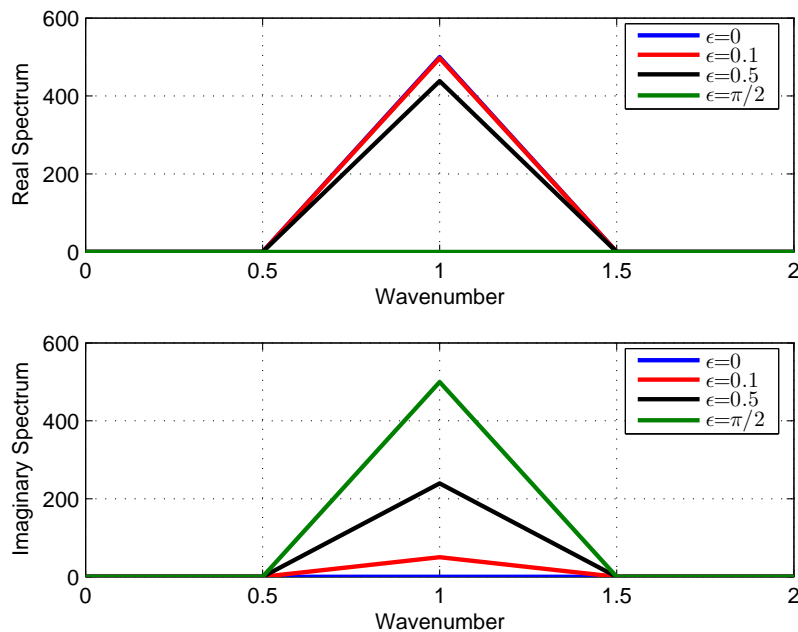 600
400
200
0
Real Spectrum
0
0.5
1
1.5
2
Wavenumber
ϵ=0
ϵ=0.1
ϵ=0.5
ϵ=π/2
600
400
200
0
Imaginary Spectrum
0
0.5
1
1.5
2
Wavenumber
ϵ=0
ϵ=0.1
ϵ=0.5
ϵ=π/2